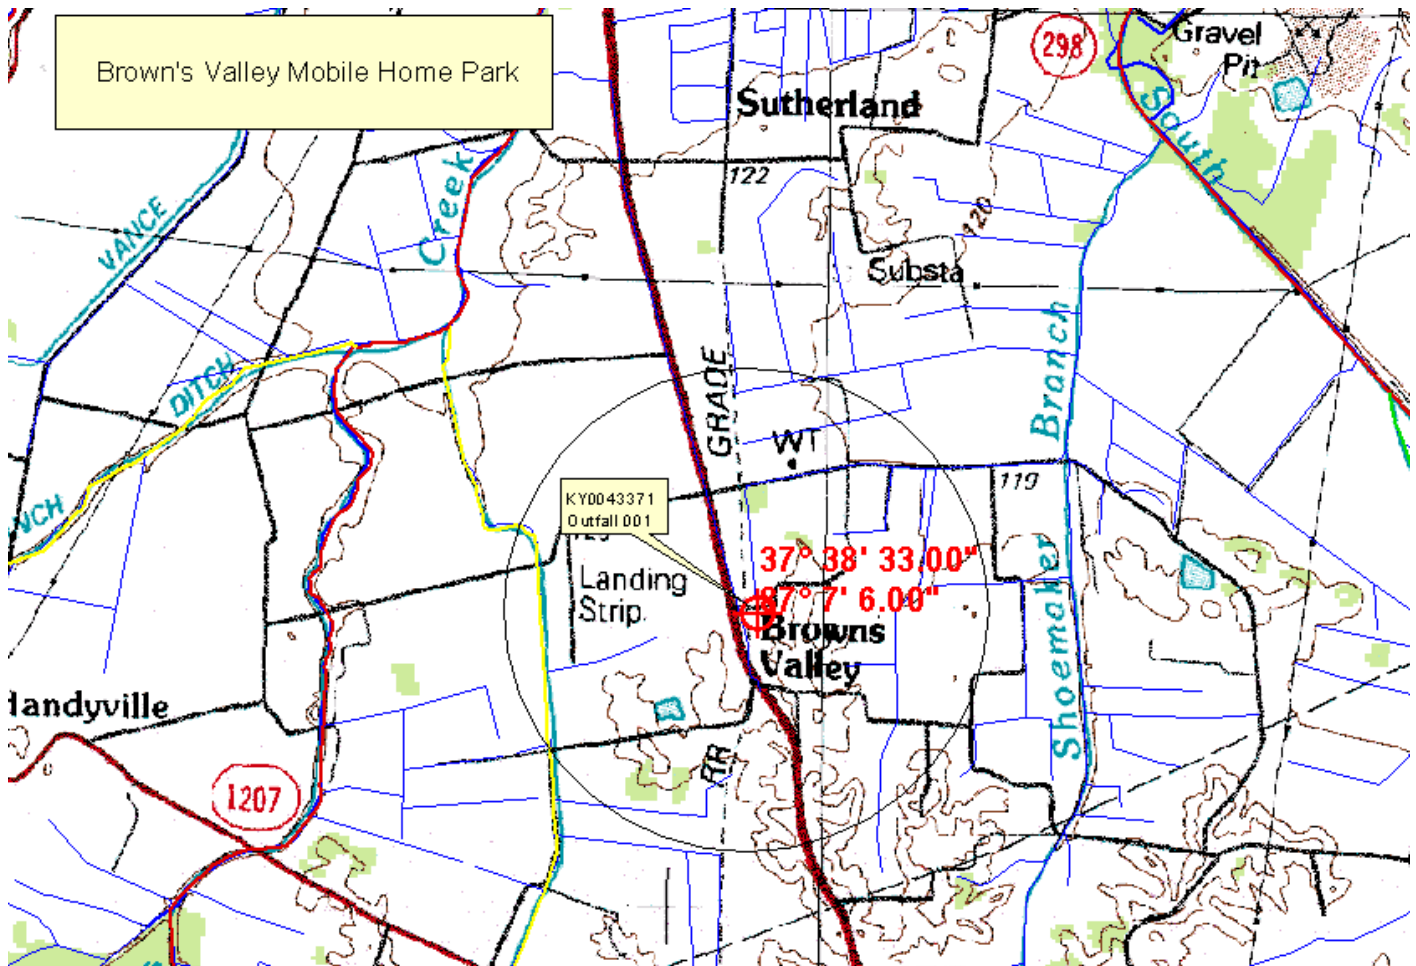 Brown's Valley Mobile Home Park
298
Gravel
Pit
Sutherland
South
Creek
122
VANCE
120
Substa
Branch
GRADE
DITCH
WT
119
KY0043371
Outfall 001
NCH
37° 38' 33.00"
87° 7' 6.00"
Landing
Strip
Browns
Valley
Shoemaker
Handyville
RR
1207